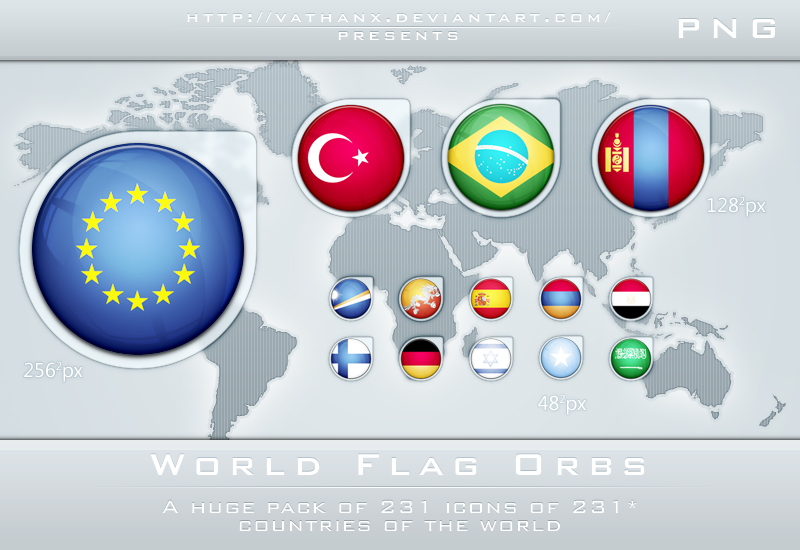 HTTP://VATHANX.DEVIANTART.COM/
PRESENTS
PNG
128²px
256²px
48²px
WORLD FLAG ORBS
A HUGE PACK OF 231 ICONS OF 231*
COUNTRIES OF THE WORLD